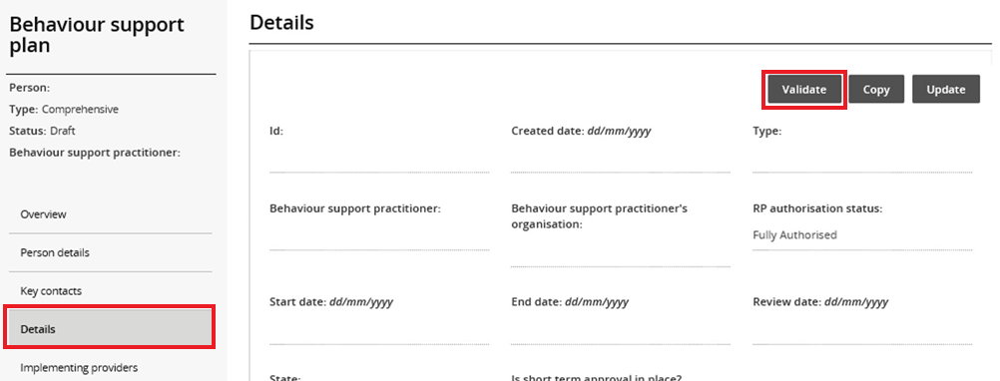 Behaviour support
plan
Person:
Type: Comprehensive
Status: Draft
Behaviour support practitioner:
Overview
Person details
Key contacts
Details
Implementing providers
Details
Validate Copy Update
Id: Created date: dd/mm/yyyy Type:
Behaviour support practitioner: Behaviour support practitioner's RP authorisation status:
organisation: Fully Authorised
Start date: dd/mm/yyyy End date: dd/mm/yyyy Review date: dd/mm/yyyy
State: Is short term approval in place?